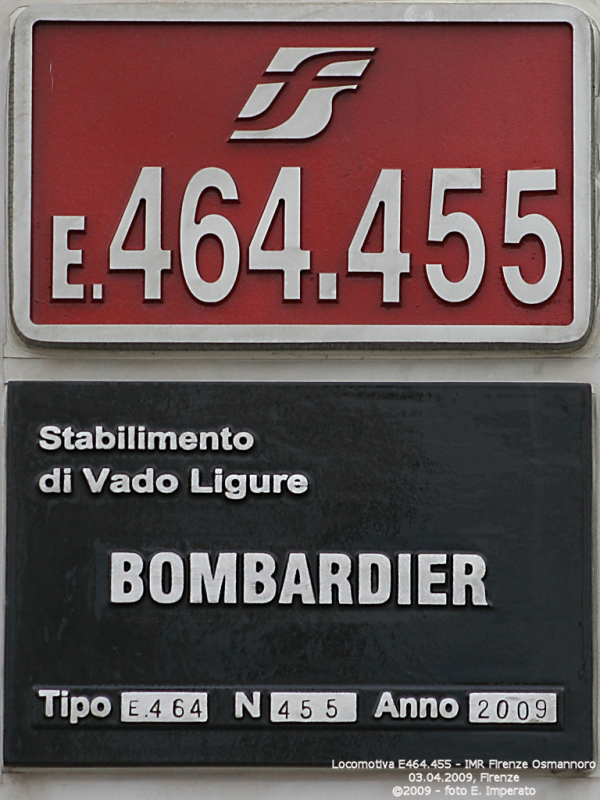 E.464.455
Stabilimento
di Vado Ligure
BOMBARDIER
Tipo E.464 N 455 Anno 2009
Locomotiva E464.455 - IMR Firenze Osmannoro
03.04.2009, Firenze
©2009 - foto E. Imperato